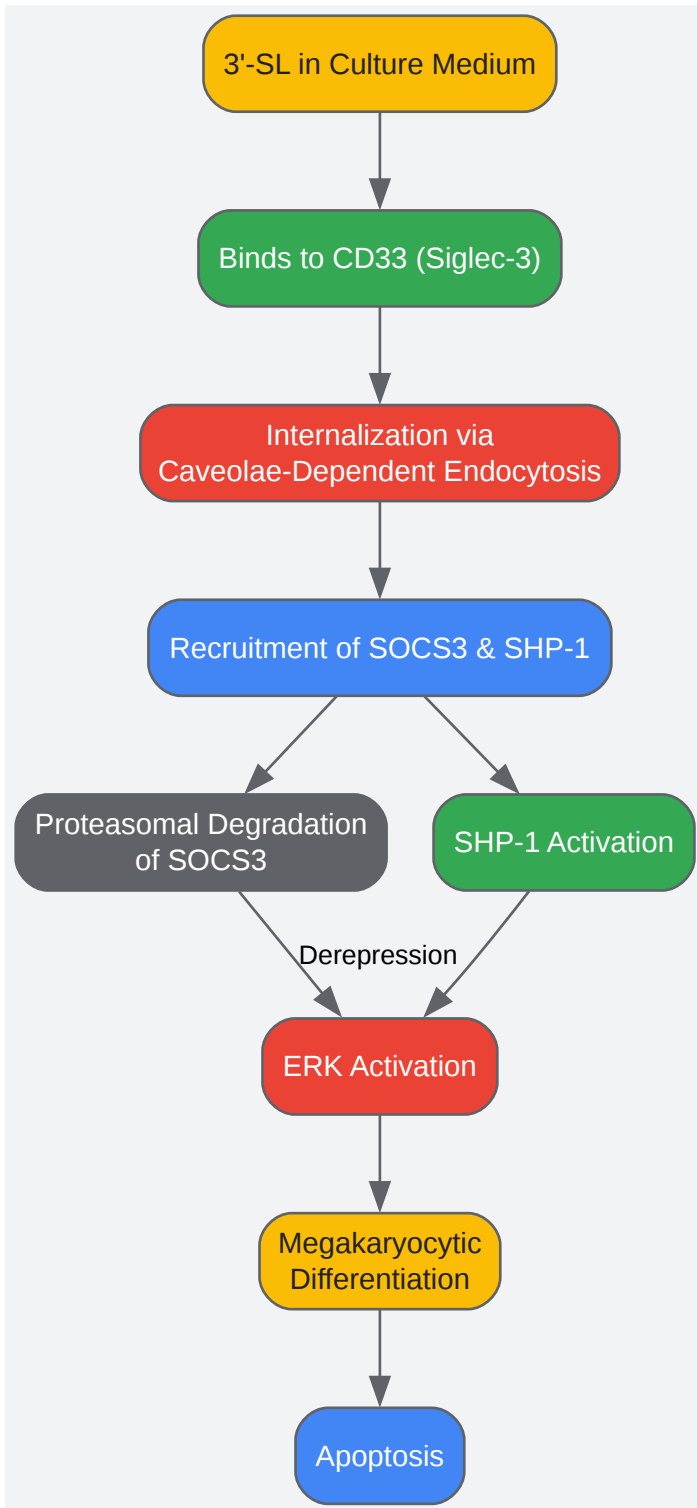 3'-SL in Culture Medium
Binds to CD33 (Siglec-3)
Internalization via
Caveolae-Dependent Endocytosis
Recruitment of SOCS3 & SHP-1
Proteasomal Degradation
of SOCS3
SHP-1 Activation
Derepression
ERK Activation
Megakaryocytic
Differentiation
Apoptosis